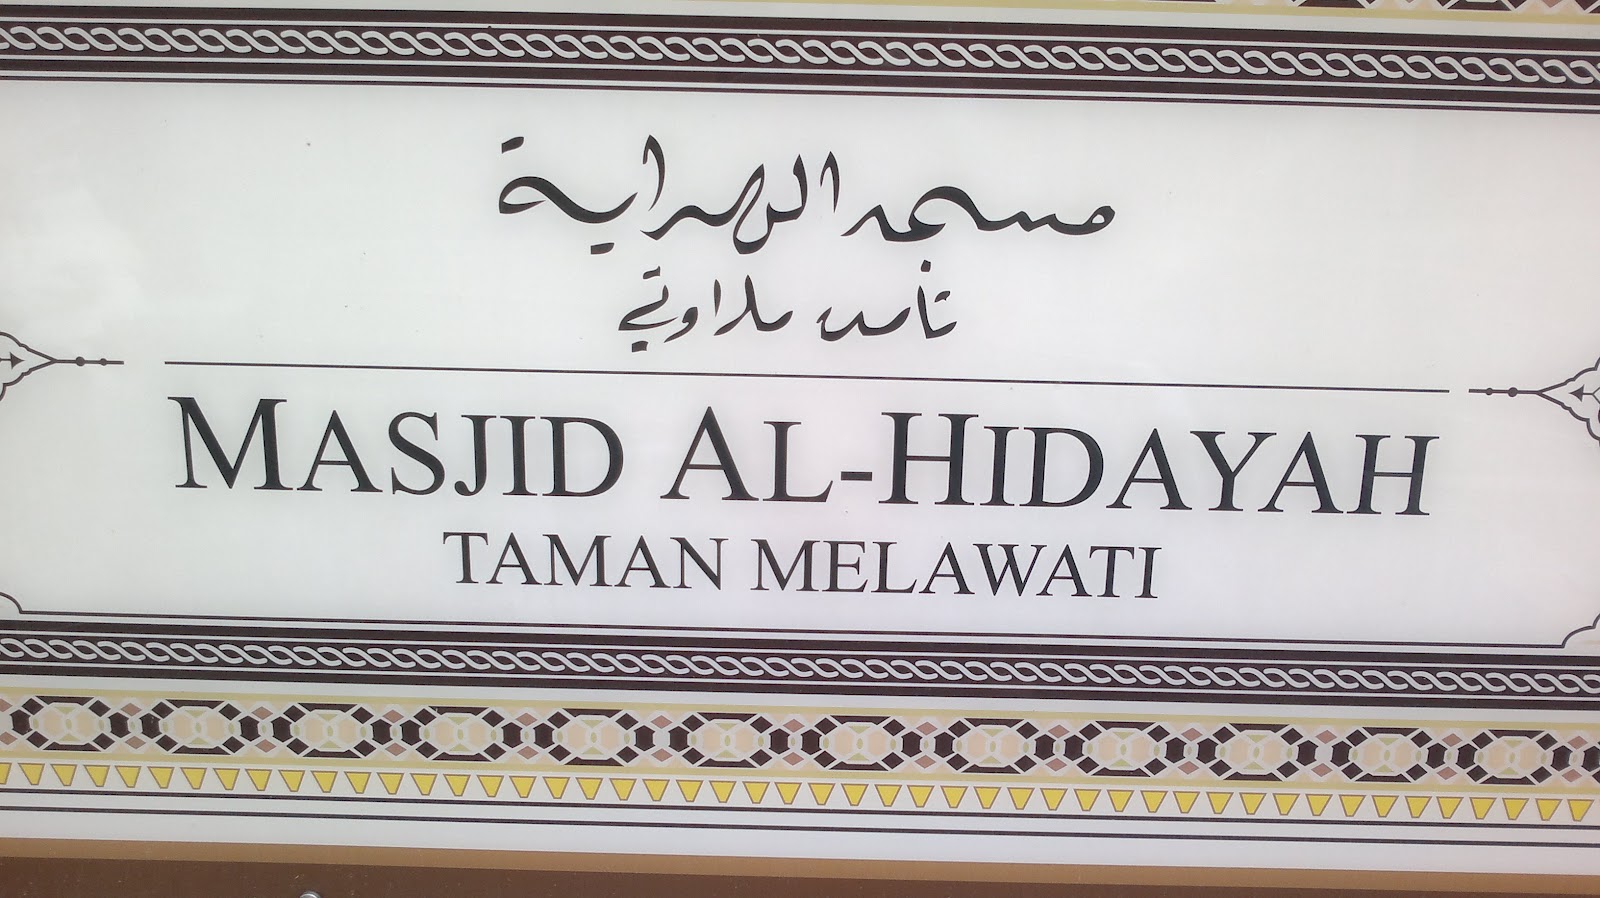 مسجد الهداية
تامن ملاوتي
MASJID AL-HIDAYAH
TAMAN MELAWATI